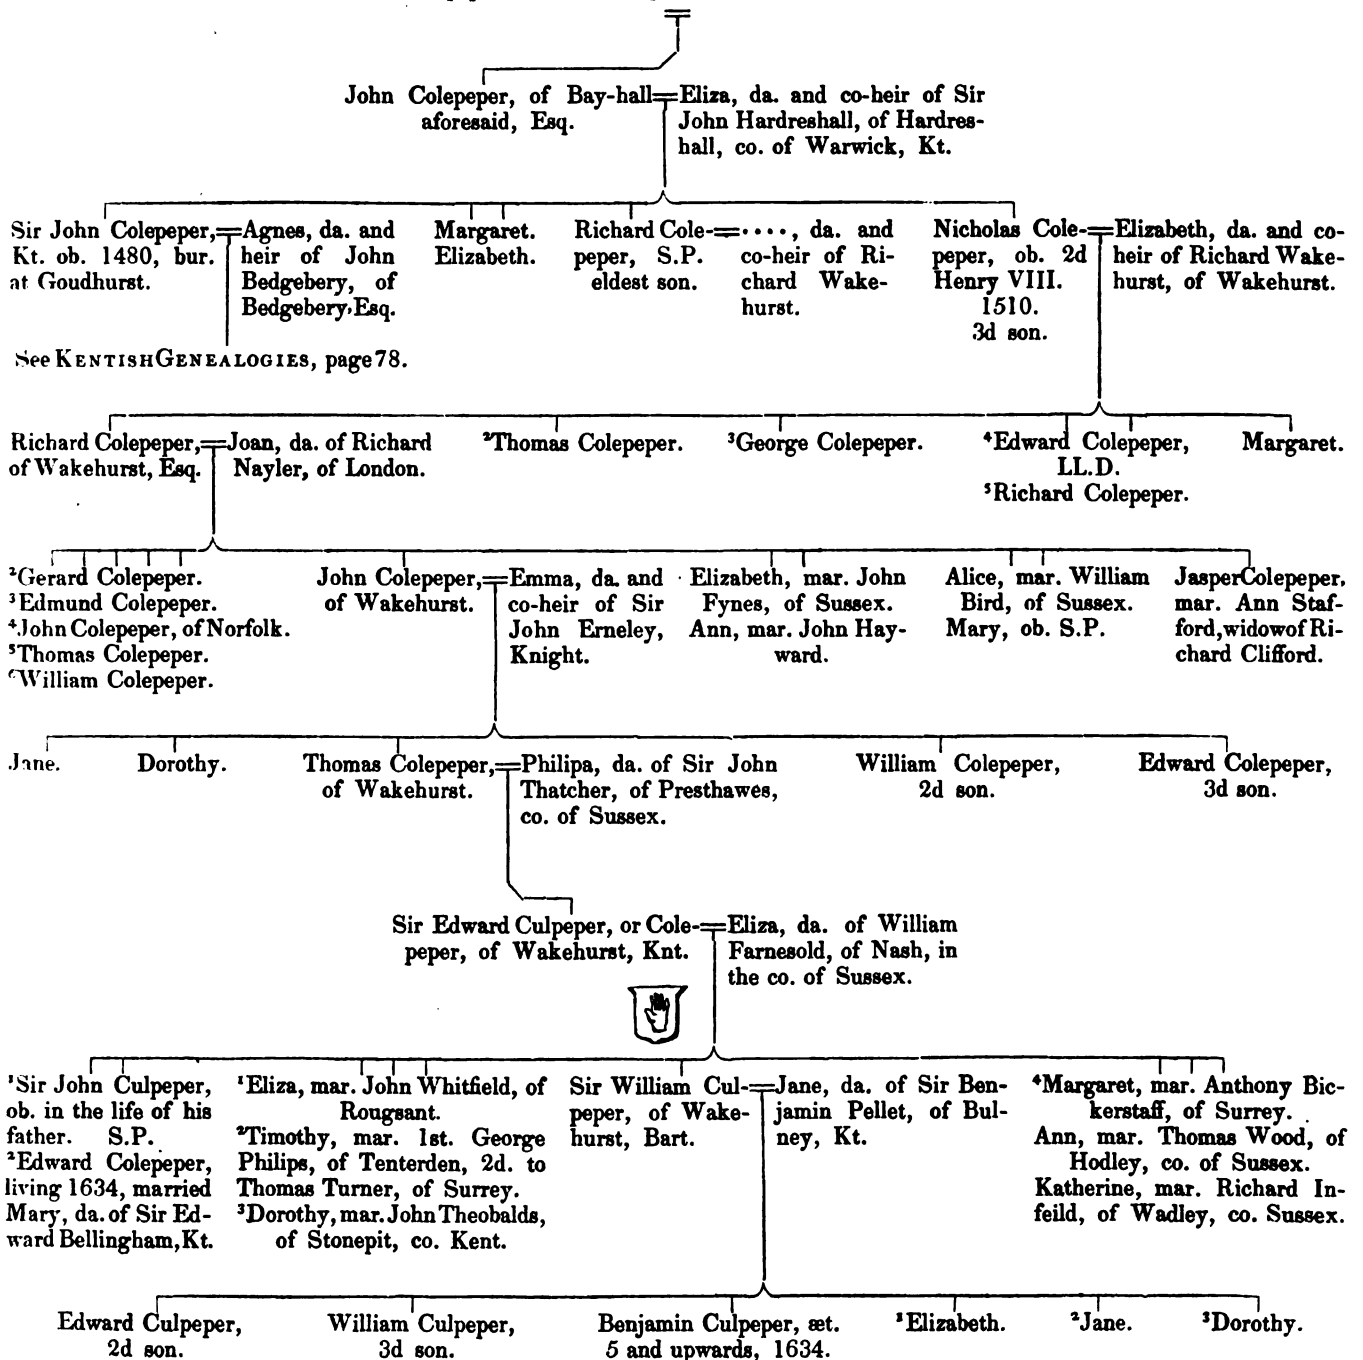 John Colepeper, of Bay-hall
aforesaid, Esq.
Eliza, da. and co-heir of Sir
John Hardreshall, of Hardres-
hall, co. of Warwick, Kt.
Sir John Colepeper,
Kt. ob. 1480, bur.
at Goudhurst.
Agnes, da. and
heir of John
Bedgebery, of
Bedgebery, Esq.
Margaret.
Elizabeth.
Richard Cole-
peper, S.P.
eldest son.
····, da. and
co-heir of Ri-
chard Wake-
hurst.
Nicholas Cole-
peper, ob. 2d
Henry VIII.
1510.
3d son.
Elizabeth, da. and co-
heir of Richard Wake-
hurst, of Wakehurst.
See KENTISH GENEALOGIES, page 78.
Richard Colepeper,
of Wakehurst, Esq.
Joan, da. of Richard
Nayler, of London.
²Thomas Colepeper.
³George Colepeper.
⁴Edward Colepeper,
LL.D.
⁵Richard Colepeper.
Margaret.
²Gerard Colepeper.
³Edmund Colepeper.
⁴John Colepeper, of Norfolk.
⁵Thomas Colepeper.
⁶William Colepeper.
John Colepeper,
of Wakehurst.
Emma, da. and
co-heir of Sir
John Erneley,
Knight.
Elizabeth, mar. John
Fynes, of Sussex.
Ann, mar. John Hay-
ward.
Alice, mar. William
Bird, of Sussex.
Mary, ob. S.P.
Jasper Colepeper,
mar. Ann Staf-
ford, widow of Ri-
chard Clifford.
Jane.
Dorothy.
Thomas Colepeper,
of Wakehurst.
Philipa, da. of Sir John
Thatcher, of Presthawes,
co. of Sussex.
William Colepeper,
2d son.
Edward Colepeper,
3d son.
Sir Edward Culpeper, or Cole-
peper, of Wakehurst, Knt.
Eliza, da. of William
Farnesold, of Nash, in
the co. of Sussex.
¹Sir John Culpeper,
ob. in the life of his
father. S.P.
²Edward Colepeper,
living 1634, married
Mary, da. of Sir Ed-
ward Bellingham, Kt.
¹Eliza, mar. John Whitfield, of
Rougsant.
²Timothy, mar. 1st. George
Philips, of Tenterden, 2d. to
Thomas Turner, of Surrey.
³Dorothy, mar. John Theobalds,
of Stonepit, co. Kent.
Sir William Cul-
peper, of Wake-
hurst, Bart.
Jane, da. of Sir Ben-
jamin Pellet, of Bul-
ney, Kt.
⁴Margaret, mar. Anthony Bic-
kerstaff, of Surrey.
Ann, mar. Thomas Wood, of
Hodley, co. of Sussex.
Katherine, mar. Richard In-
feild, of Wadley, co. Sussex.
Edward Culpeper,
2d son.
William Culpeper,
3d son.
Benjamin Culpeper, æt.
5 and upwards, 1634.
¹Elizabeth.
²Jane.
³Dorothy.